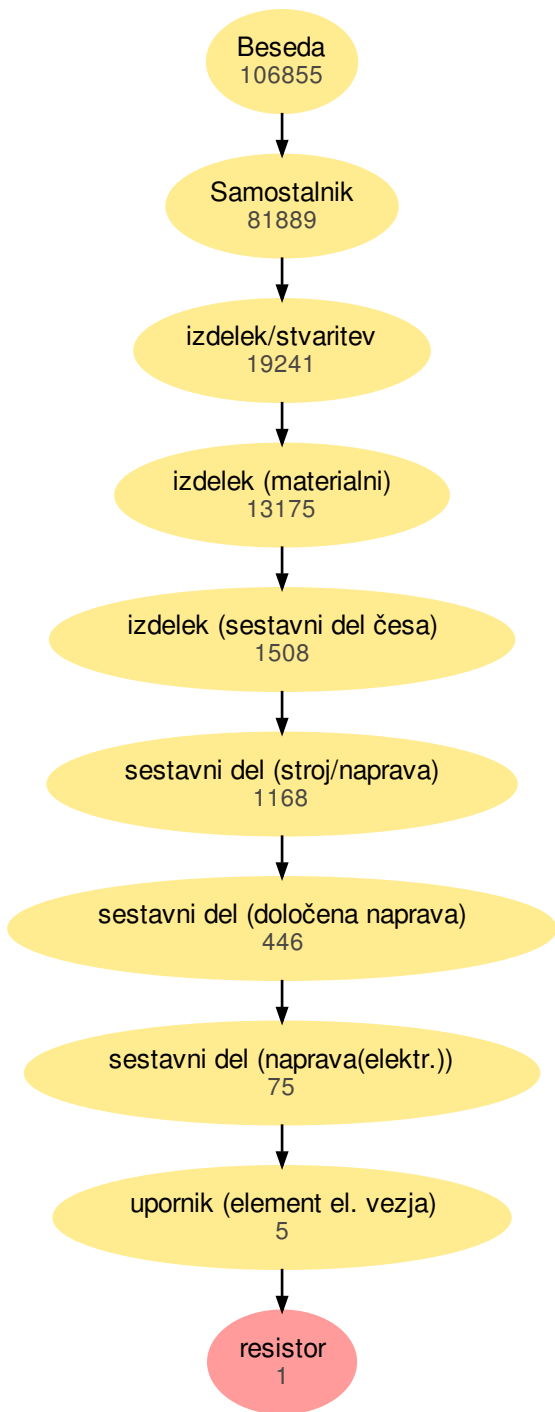 Beseda
106855
Samostalnik
81889
izdelek/stvaritev
19241
izdelek (materialni)
13175
izdelek (sestavni del česa)
1508
sestavni del (stroj/naprava)
1168
sestavni del (določena naprava)
446
sestavni del (naprava(elektr.))
75
upornik (element el. vezja)
5
resistor
1